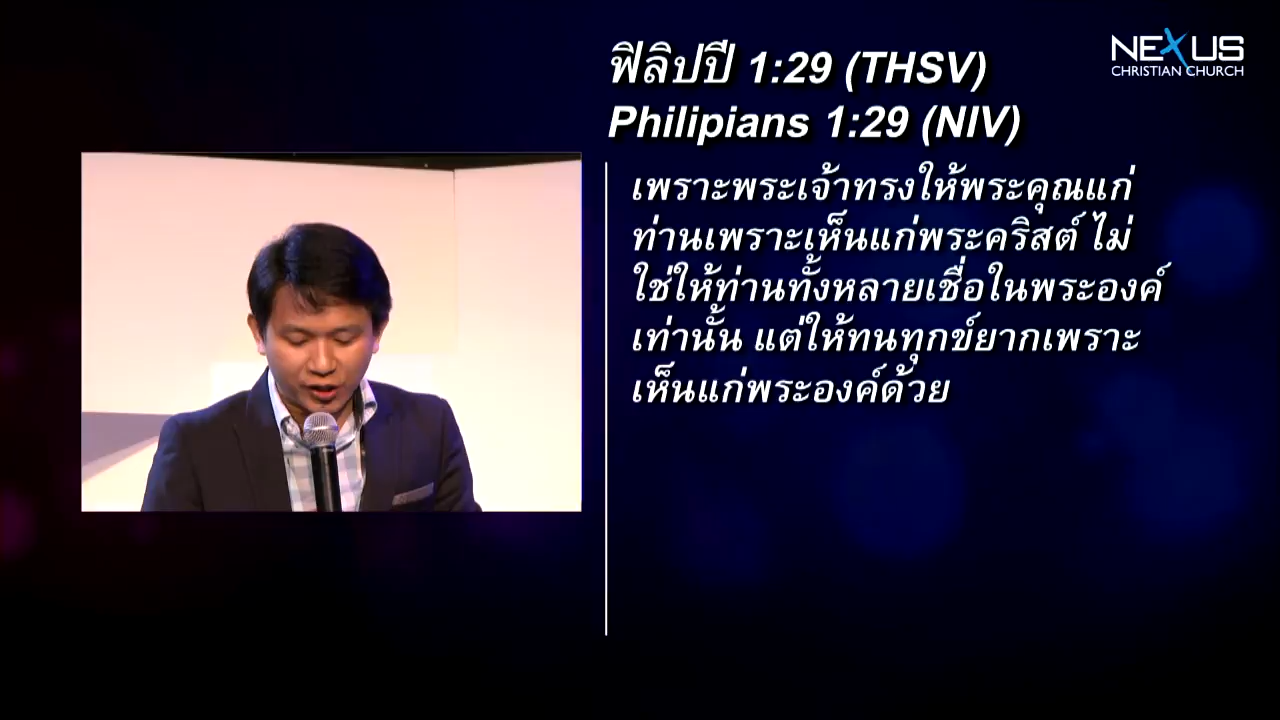 NEXUS
CHRISTIAN CHURCH
ฟิลิปปี 1:29 (THSV)
Philipians 1:29 (NIV)
เพราะพระเจ้าทรงให้พระคุณแก่
ท่านเพราะเห็นแก่พระคริสต์ ไม่
ใช่ให้ท่านทั้งหลายเชื่อในพระองค์
เท่านั้น แต่ให้ทนทุกข์ยากเพราะ
เห็นแก่พระองค์ด้วย